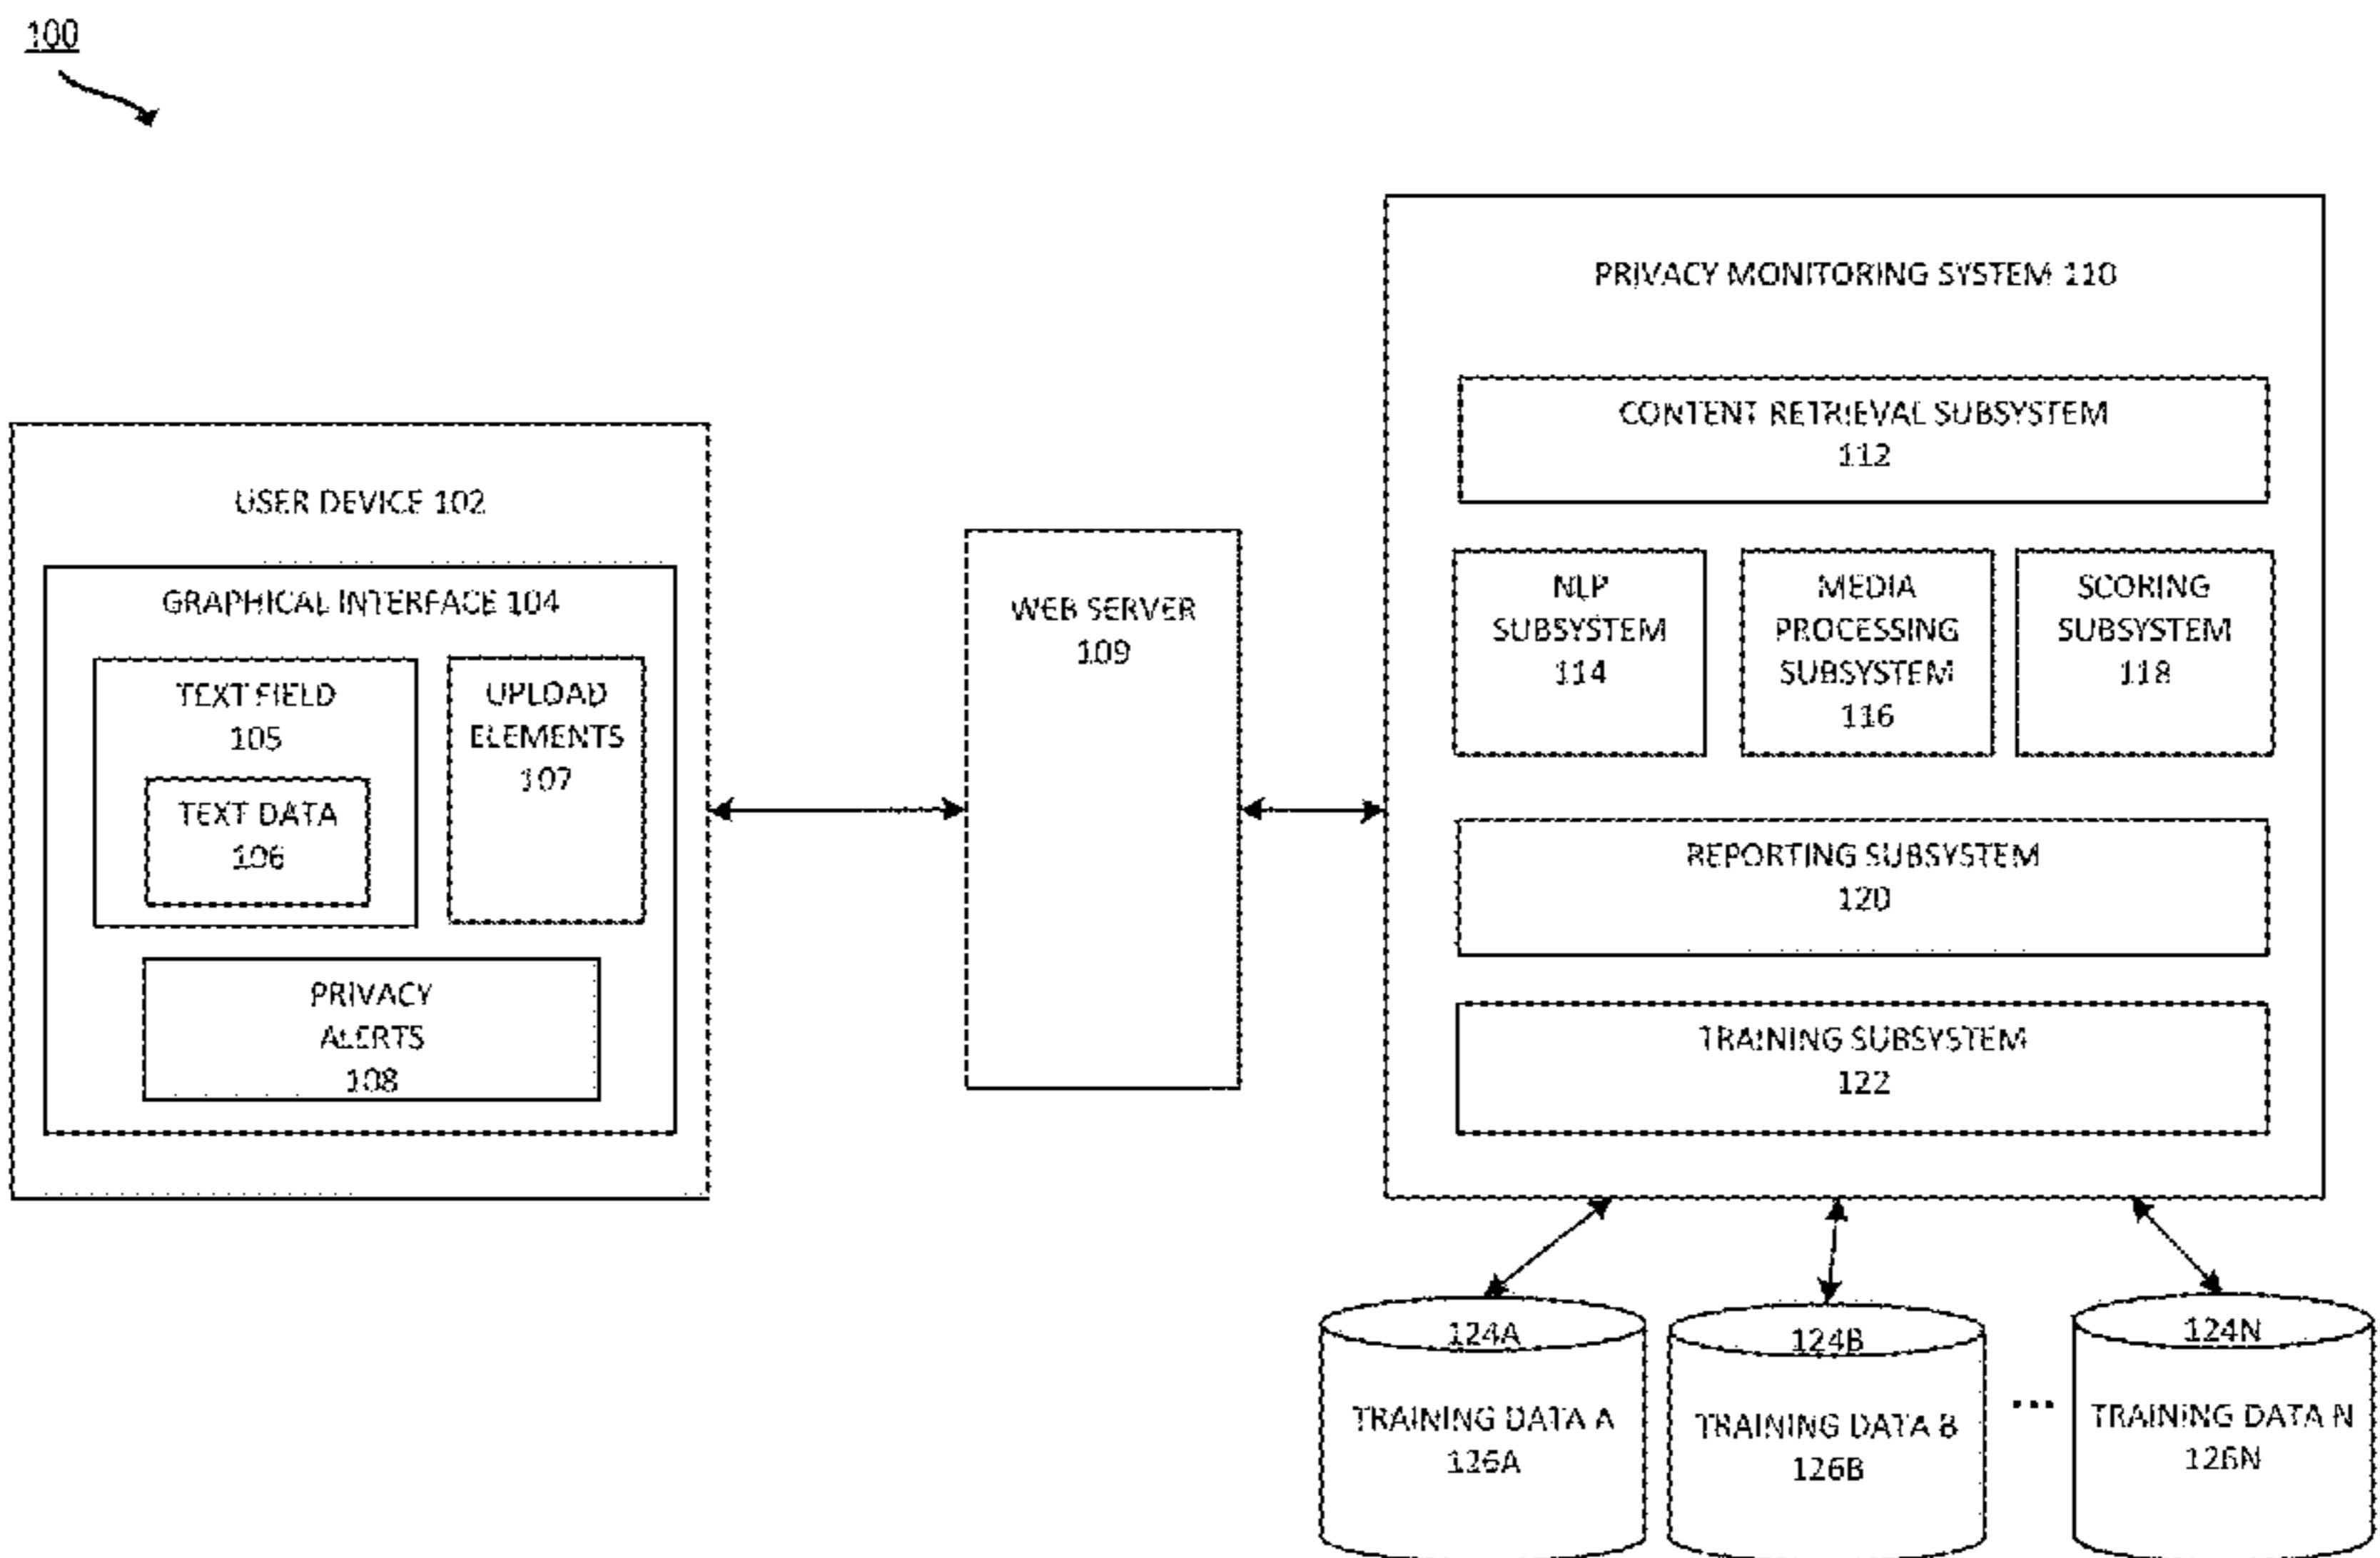 100
USER DEVICE 102
GRAPHICAL INTERFACE 104
TEXT FIELD
105
TEXT DATA
106
UPLOAD
ELEMENTS
107
PRIVACY
ALERTS
108
WEB SERVER
109
PRIVACY MONITORING SYSTEM 110
CONTENT RETRIEVAL SUBSYSTEM
112
NLP
SUBSYSTEM
114
MEDIA
PROCESSING
SUBSYSTEM
116
SCORING
SUBSYSTEM
118
REPORTING SUBSYSTEM
120
TRAINING SUBSYSTEM
122
124A
TRAINING DATA A
126A
124B
TRAINING DATA B
126B
...
124N
TRAINING DATA N
126N